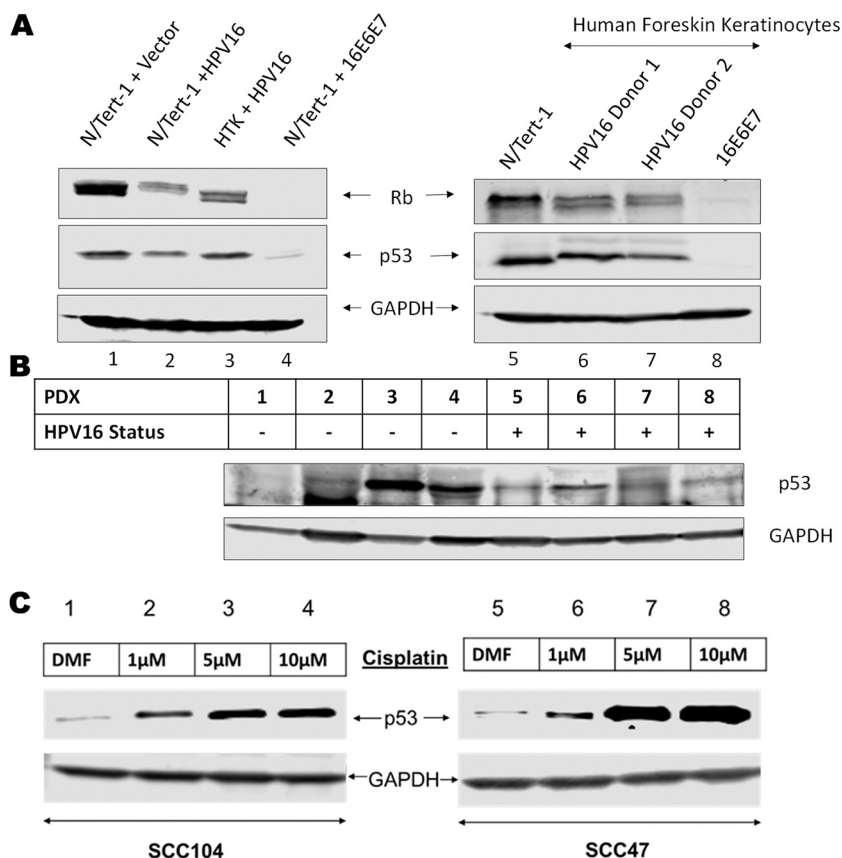 A
Human Foreskin Keratinocytes
N/Tert-1 + Vector
N/Tert-1 +HPV16
HTK + HPV16
N/Tert-1 + 16E6E7
N/Tert-1
HPV16 Donor 1
HPV16 Donor 2
16E6E7
Rb
p53
GAPDH
1 2 3 4 5 6 7 8
B
PDX 1 2 3 4 5 6 7 8
HPV16 Status - - - - + + + +
p53
GAPDH
C
1 2 3 4 5 6 7 8
DMF 1µM 5µM 10µM Cisplatin DMF 1µM 5µM 10µM
p53
GAPDH
SCC104 SCC47